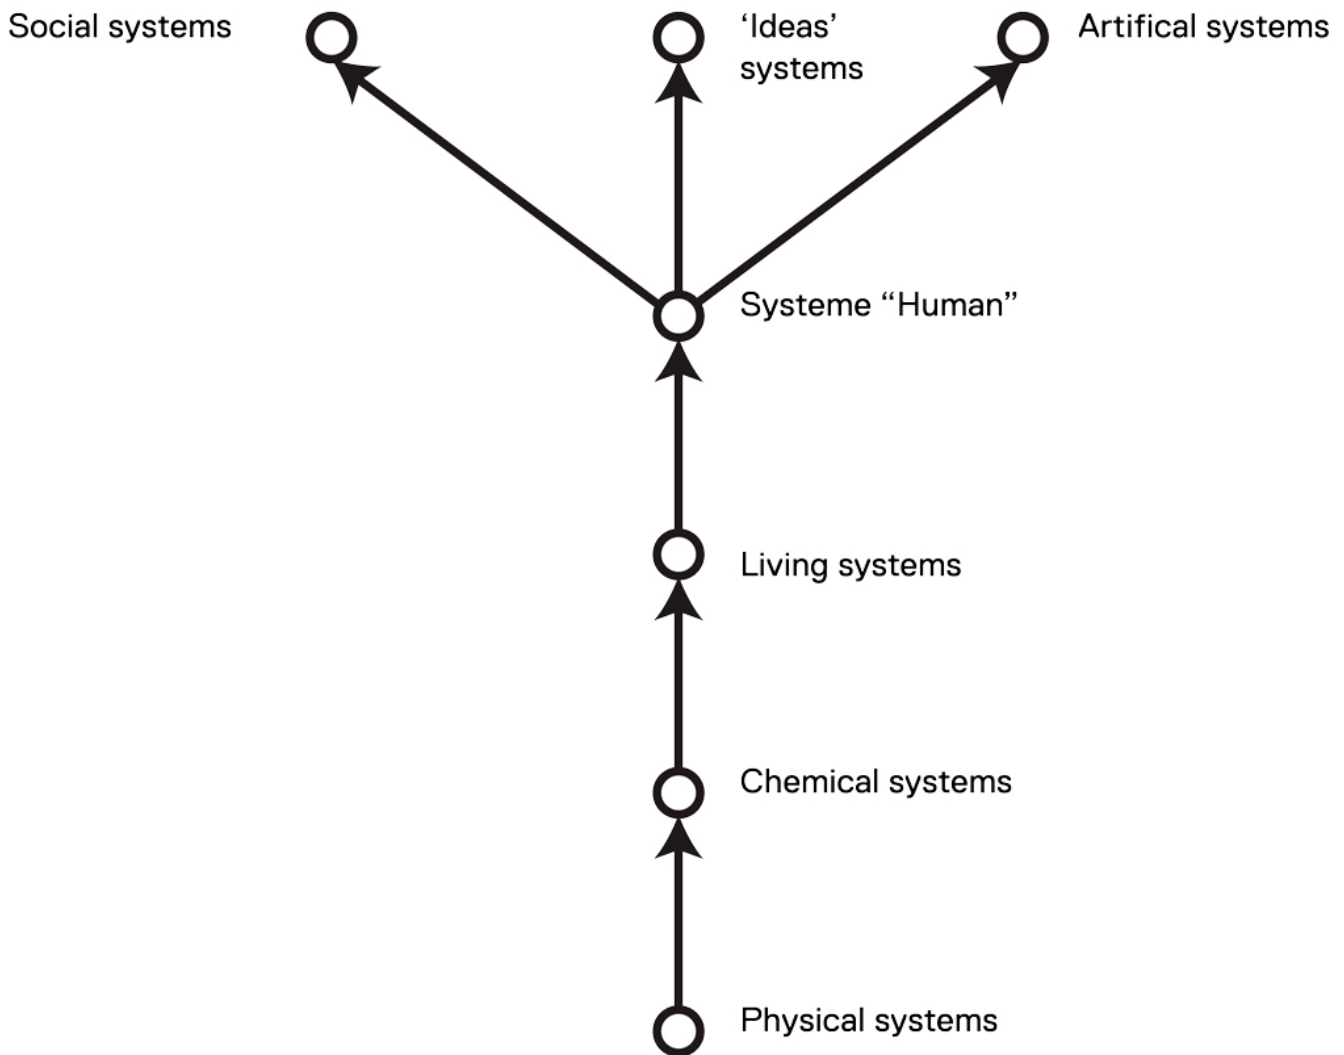 Social systems
‘Ideas’
systems
Artifical systems
Systeme “Human”
Living systems
Chemical systems
Physical systems